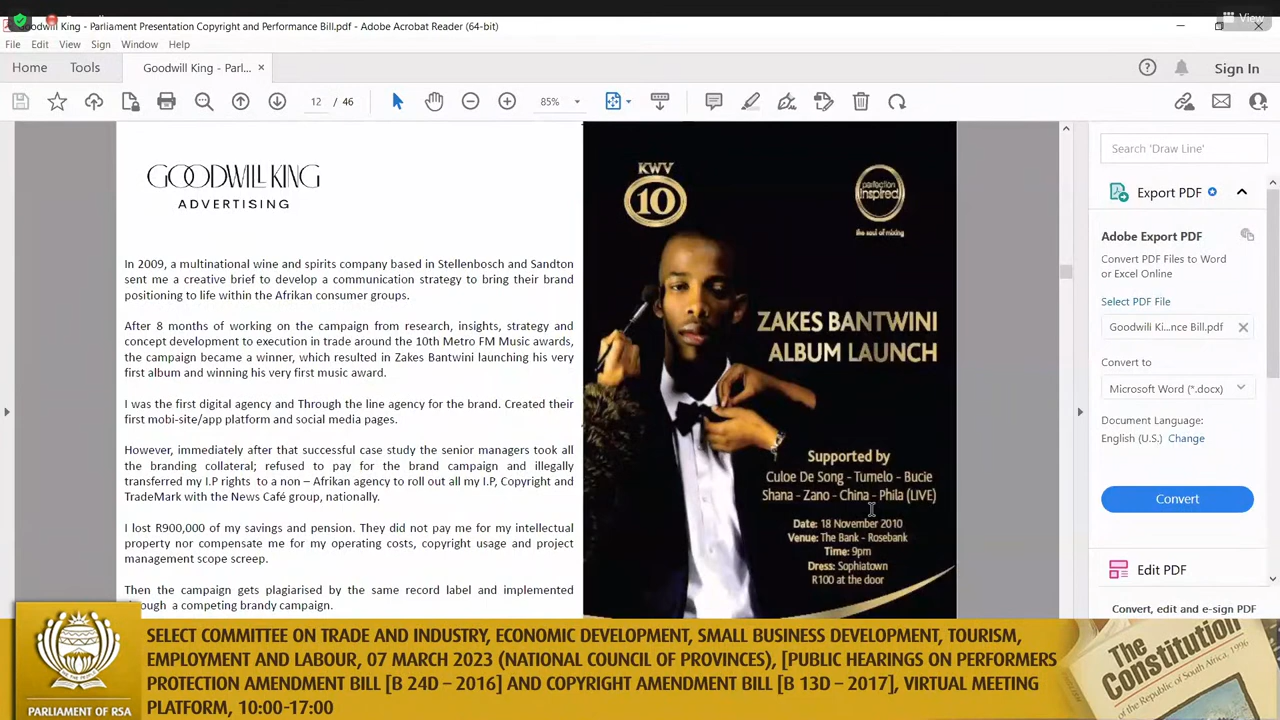 Goodwill King - Parliament Presentation Copyright and Performance Bill.pdf - Adobe Acrobat Reader (64-bit)
View
File Edit View Sign Window Help
Home Tools Goodwill King - Parl... × Sign In
12 / 46 85%
GOODWILL KING
ADVERTISING
In 2009, a multinational wine and spirits company based in Stellenbosch and Sandton
sent me a creative brief to develop a communication strategy to bring their brand
positioning to life within the Afrikan consumer groups.
After 8 months of working on the campaign from research, insights, strategy and
concept development to execution in trade around the 10th Metro FM Music awards,
the campaign became a winner, which resulted in Zakes Bantwini launching his very
first album and winning his very first music award.
I was the first digital agency and Through the line agency for the brand. Created their
first mobi-site/app platform and social media pages.
However, immediately after that successful case study the senior managers took all
the branding collateral; refused to pay for the brand campaign and illegally
transferred my I.P rights to a non – Afrikan agency to roll out all my I.P, Copyright and
TradeMark with the News Café group, nationally.
I lost R900,000 of my savings and pension. They did not pay me for my intellectual
property nor compensate me for my operating costs, copyright usage and project
management scope screep.
Then the campaign gets plagiarised by the same record label and implemented
through a competing brandy campaign.
KWV
10
perfection
inspired
the soul of mixing
ZAKES BANTWINI
ALBUM LAUNCH
Supported by
Culoe De Song - Tumelo - Bucie
Shana - Zano - China - Phila (LIVE)
Date: 18 November 2010
Venue: The Bank - Rosebank
Time: 9pm
Dress: Sophiatown
R100 at the door
Search 'Draw Line'
Export PDF
Adobe Export PDF
Convert PDF Files to Word
or Excel Online
Select PDF File
Goodwill Ki...nce Bill.pdf
Convert to
Microsoft Word (*.docx)
Document Language:
English (U.S.) Change
Convert
Edit PDF
Convert, edit and e-sign PDF
PARLIAMENT OF RSA
SELECT COMMITTEE ON TRADE AND INDUSTRY, ECONOMIC DEVELOPMENT, SMALL BUSINESS DEVELOPMENT, TOURISM,
EMPLOYMENT AND LABOUR, 07 MARCH 2023 (NATIONAL COUNCIL OF PROVINCES), [PUBLIC HEARINGS ON PERFORMERS
PROTECTION AMENDMENT BILL [B 24D – 2016] AND COPYRIGHT AMENDMENT BILL [B 13D – 2017], VIRTUAL MEETING
PLATFORM, 10:00-17:00
The
Constitution
of the Republic of South Africa, 1996